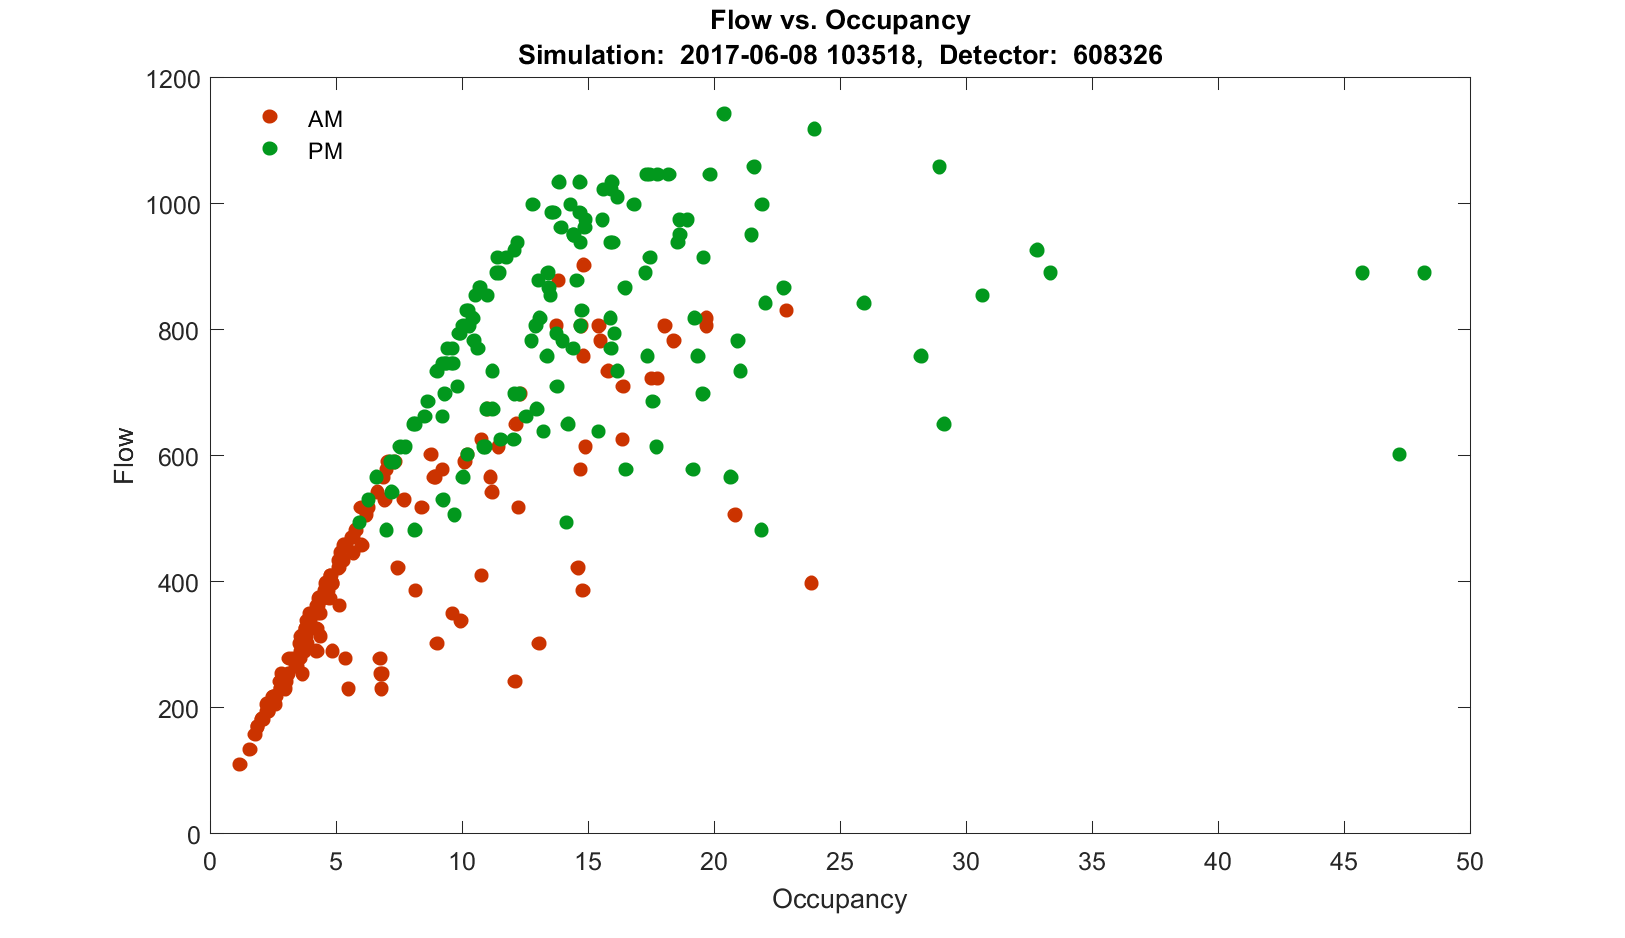 Flow vs. Occupancy
Simulation:  2017-06-08 103518,  Detector:  608326
1200
1000
800
600
400
200
0
AM
PM
Flow
0 5 10 15 20 25 30 35 40 45 50
Occupancy